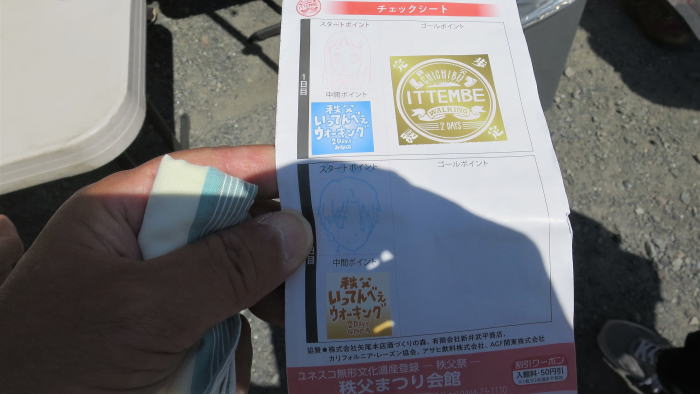 チェックシート
スタートポイント
ゴールポイント
1日目
中間ポイント
秩父
いってんべぇ
ウォーキング
2Days
完歩
CHICHIBU
ITTEMBE
WALKING
2 DAYS
認定
スタートポイント
ゴールポイント
日目
中間ポイント
秩父
いってんべぇ
ウォーキング
2Days
協賛●株式会社矢尾本店酒づくりの森、有限会社新井武平商店、
カリフォルニア・レーズン協会、アサヒ飲料株式会社、ACF関東株式会社
ユネスコ無形文化遺産登録 ―秩父祭―
秩父まつり会館
割引クーポン
入館料・50円引